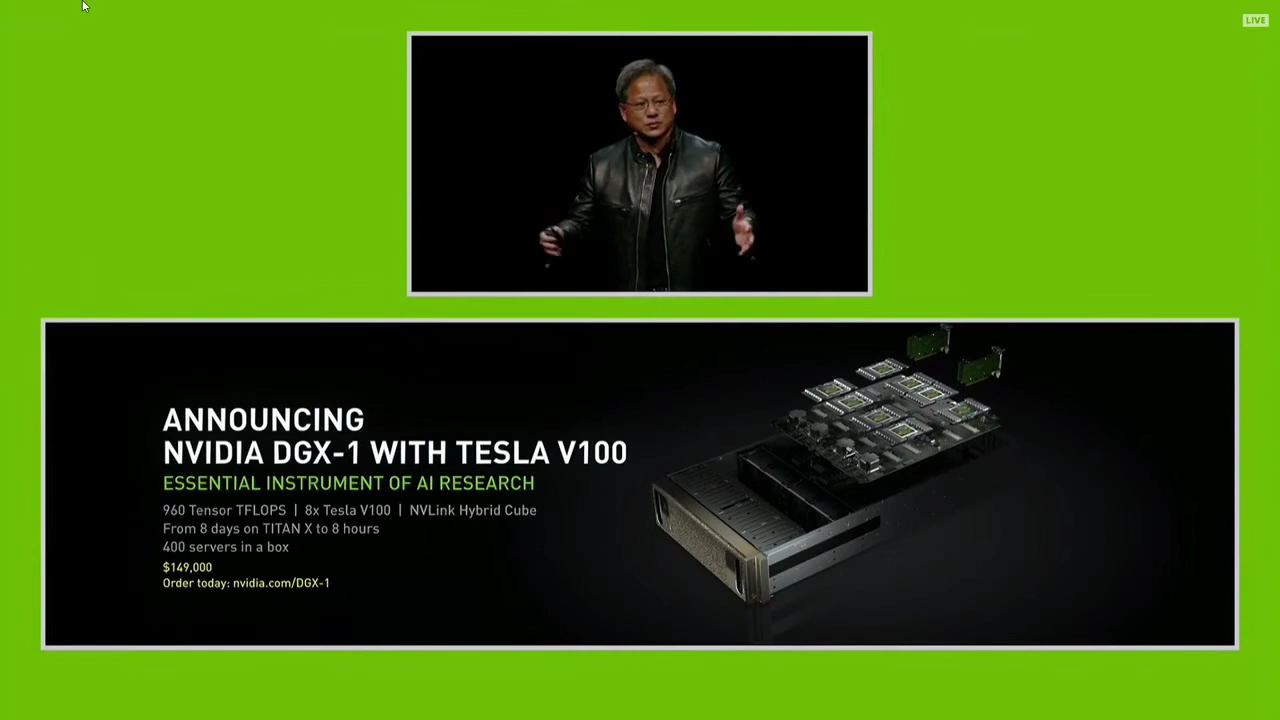 LIVE
ANNOUNCING
NVIDIA DGX-1 WITH TESLA V100
ESSENTIAL INSTRUMENT OF AI RESEARCH
960 Tensor TFLOPS | 8x Tesla V100 | NVLink Hybrid Cube
From 8 days on TITAN X to 8 hours
400 servers in a box
$149,000
Order today: nvidia.com/DGX-1